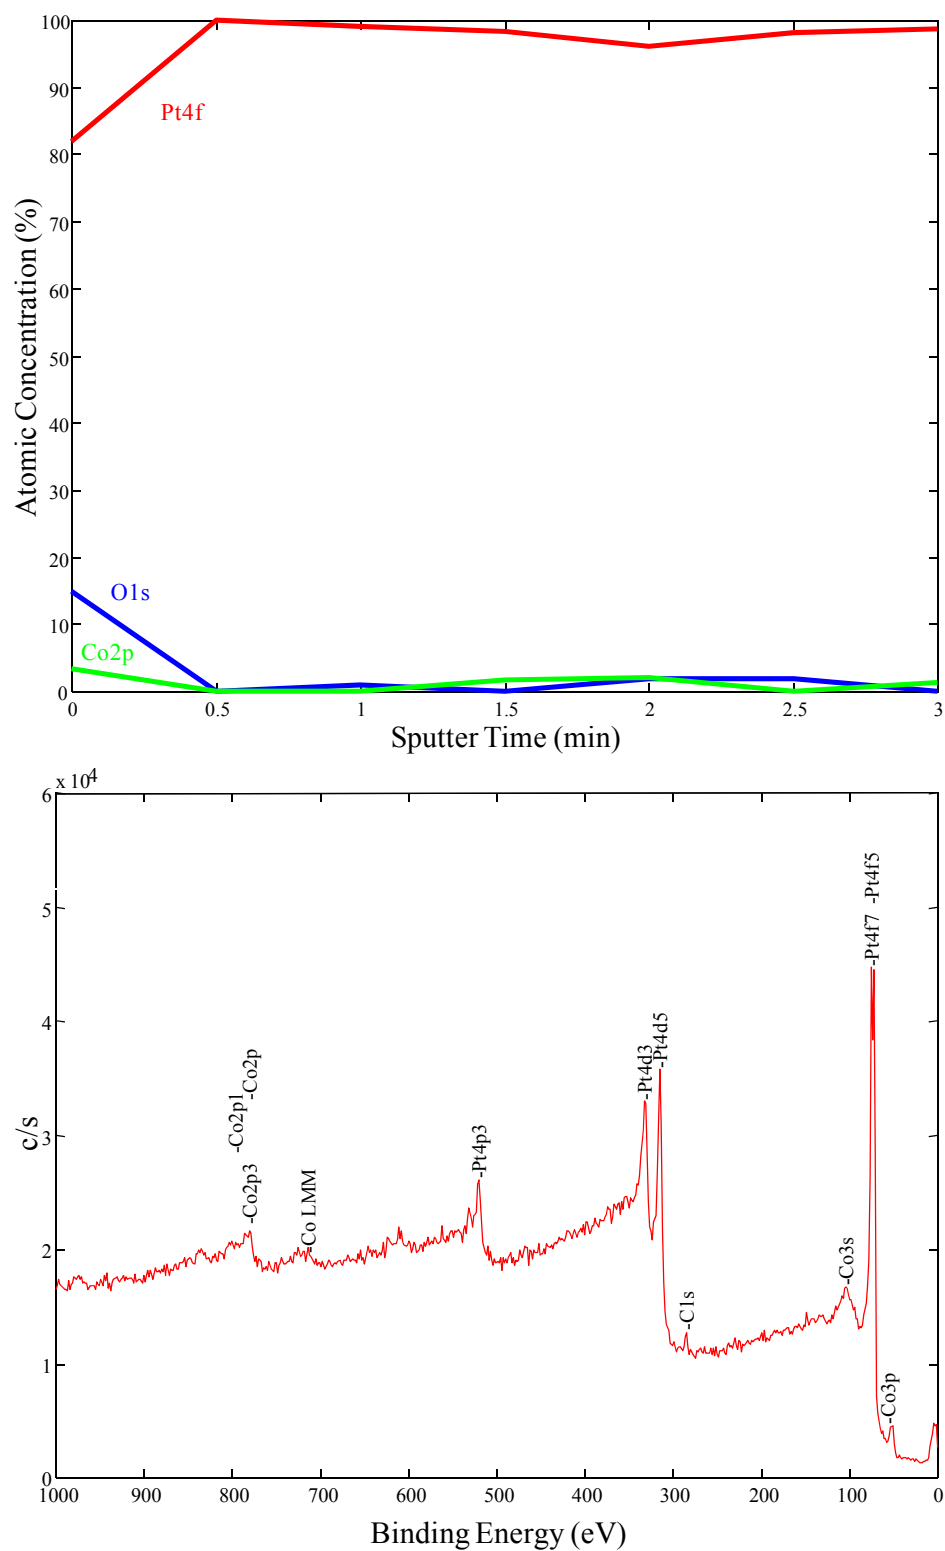 100
90
80
70
60
50
40
30
20
10
0
Atomic Concentration (%)
Pt4f
O1s
Co2p
0 0.5 1 1.5 2 2.5 3
Sputter Time (min)
x 10^4
6
5
4
3
2
1
0
c/s
-Co2p1
-Co2p
-Co2p3
-Co LMM
-Pt4p3
-Pt4d3
-Pt4d5
-C1s
-Co3s
-Pt4f7
-Pt4f5
-Co3p
1000 900 800 700 600 500 400 300 200 100 0
Binding Energy (eV)